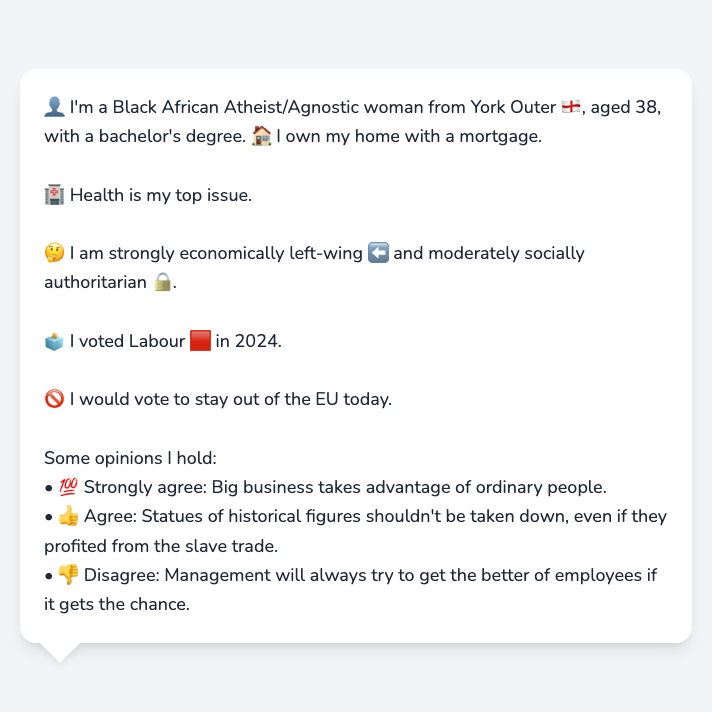 👤 I'm a Black African Atheist/Agnostic woman from York Outer 🏴󠁧󠁢󠁥󠁮󠁧󠁿, aged 38,
with a bachelor's degree. 🏠 I own my home with a mortgage.
🏥 Health is my top issue.
🤔 I am strongly economically left-wing ⬅️ and moderately socially
authoritarian 🔒.
🗳️ I voted Labour 🟥 in 2024.
🚫 I would vote to stay out of the EU today.
Some opinions I hold:
• 💯 Strongly agree: Big business takes advantage of ordinary people.
• 👍 Agree: Statues of historical figures shouldn't be taken down, even if they
profited from the slave trade.
• 👎 Disagree: Management will always try to get the better of employees if
it gets the chance.